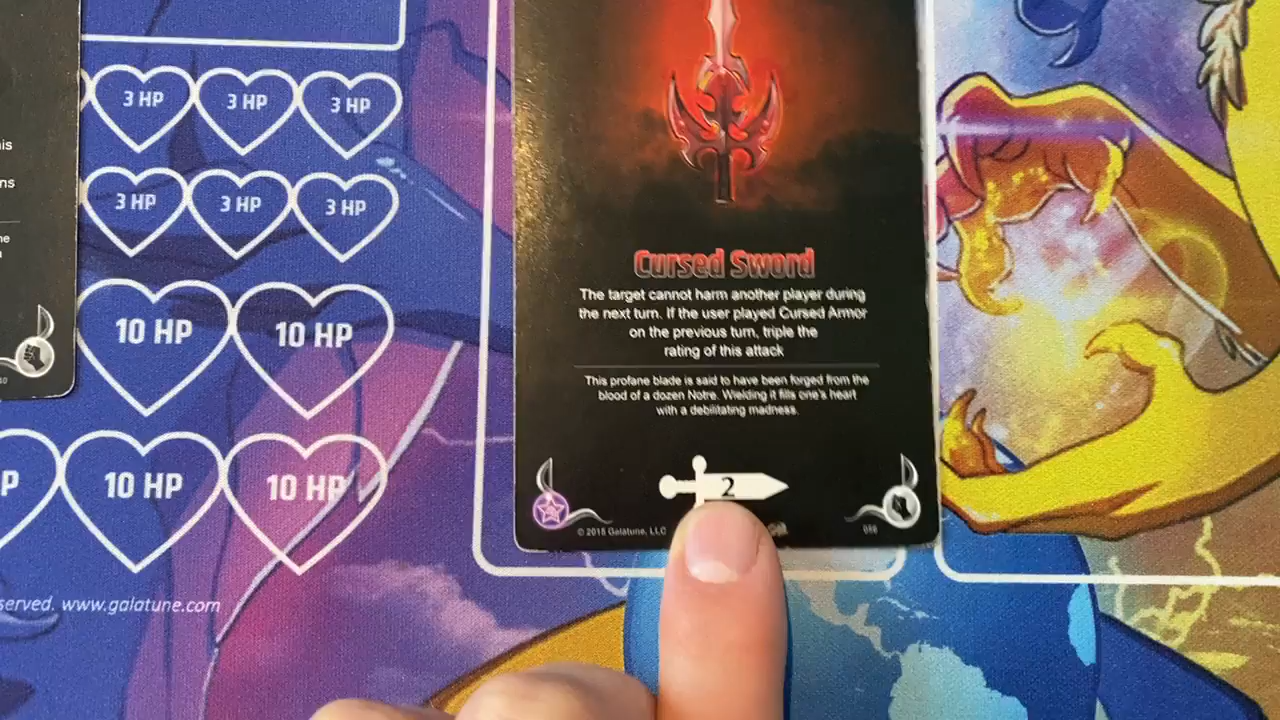 is
ns
e
3 HP 3 HP 3 HP
3 HP 3 HP 3 HP
10 HP 10 HP
P 10 HP 10 HP
served. www.galatune.com
Cursed Sword
The target cannot harm another player during
the next turn. If the user played Cursed Armor
on the previous turn, triple the
rating of this attack
This profane blade is said to have been forged from the
blood of a dozen Notre. Wielding it fills one's heart
with a debilitating madness.
2
© 2015 Galatune, LLC
086